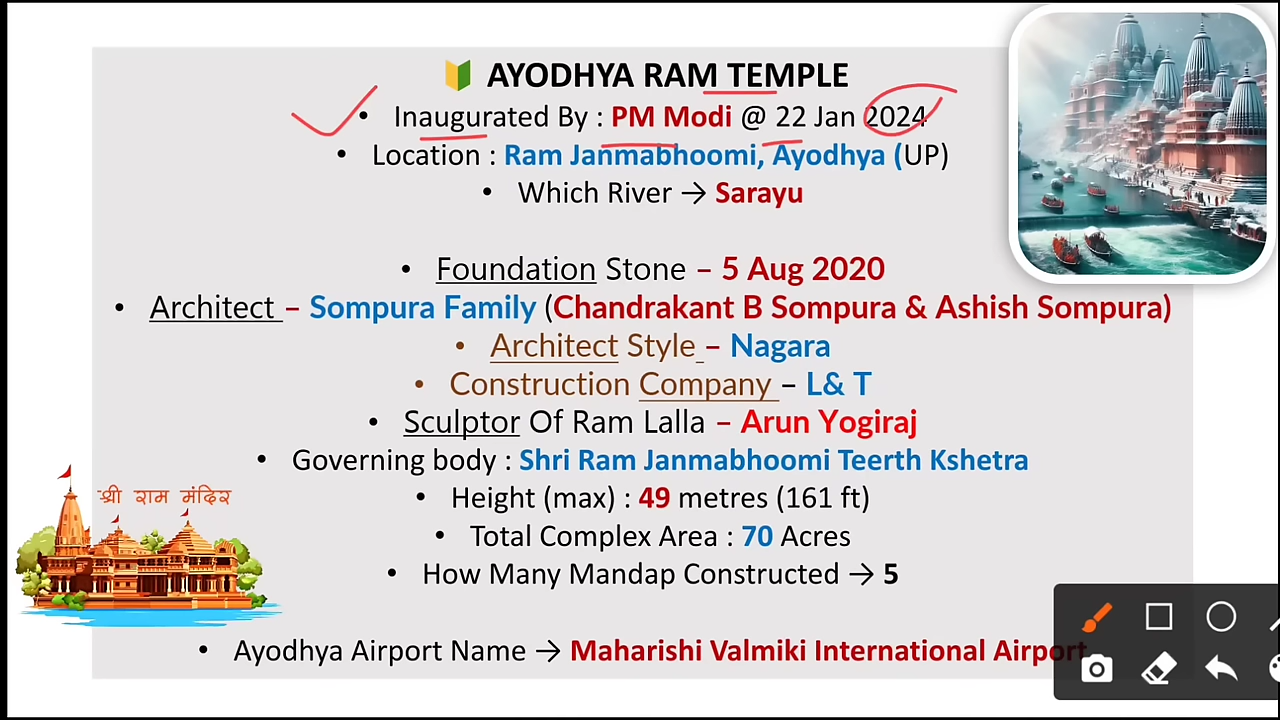 AYODHYA RAM TEMPLE
• Inaugurated By : PM Modi @ 22 Jan 2024
• Location : Ram Janmabhoomi, Ayodhya (UP)
• Which River → Sarayu
• Foundation Stone – 5 Aug 2020
• Architect – Sompura Family (Chandrakant B Sompura & Ashish Sompura)
• Architect Style – Nagara
• Construction Company – L& T
• Sculptor Of Ram Lalla – Arun Yogiraj
• Governing body : Shri Ram Janmabhoomi Teerth Kshetra
श्री राम मंदिर
• Height (max) : 49 metres (161 ft)
• Total Complex Area : 70 Acres
• How Many Mandap Constructed → 5
• Ayodhya Airport Name → Maharishi Valmiki International Airport